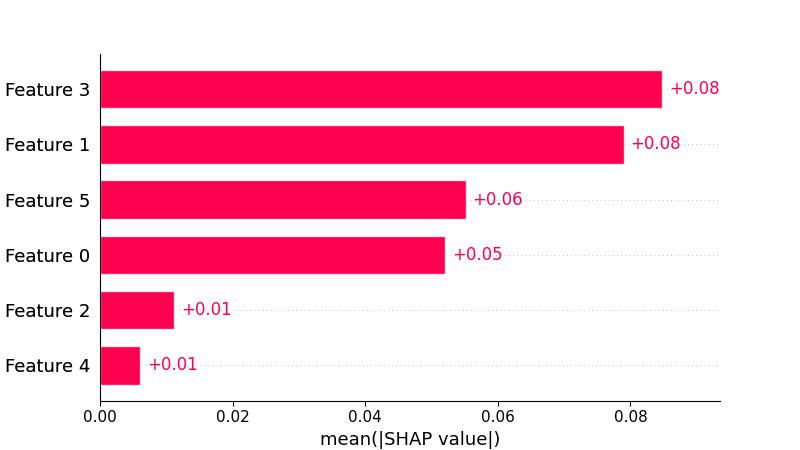 Feature 3 +0.08
Feature 1 +0.08
Feature 5 +0.06
Feature 0 +0.05
Feature 2 +0.01
Feature 4 +0.01
0.00 0.02 0.04 0.06 0.08
mean(|SHAP value|)